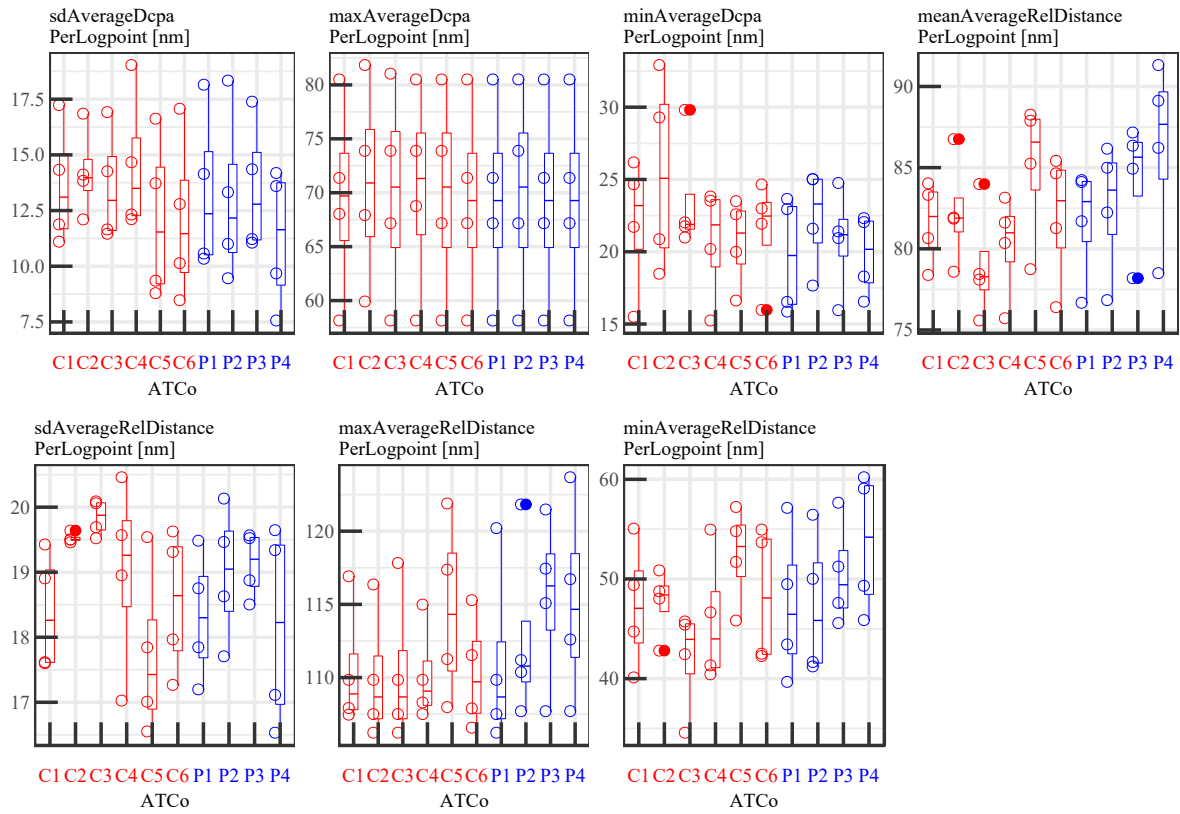 sdAverageDcpa
PerLogpoint [nm]
17.5
15.0
12.5
10.0
7.5
C1 C2 C3 C4 C5 C6 P1 P2 P3 P4
ATCo
maxAverageDcpa
PerLogpoint [nm]
80
75
70
65
60
C1 C2 C3 C4 C5 C6 P1 P2 P3 P4
ATCo
minAverageDcpa
PerLogpoint [nm]
30
25
20
15
C1 C2 C3 C4 C5 C6 P1 P2 P3 P4
ATCo
meanAverageRelDistance
PerLogpoint [nm]
90
85
80
75
C1 C2 C3 C4 C5 C6 P1 P2 P3 P4
ATCo
sdAverageRelDistance
PerLogpoint [nm]
20
19
18
17
C1 C2 C3 C4 C5 C6 P1 P2 P3 P4
ATCo
maxAverageRelDistance
PerLogpoint [nm]
120
115
110
C1 C2 C3 C4 C5 C6 P1 P2 P3 P4
ATCo
minAverageRelDistance
PerLogpoint [nm]
60
50
40
C1 C2 C3 C4 C5 C6 P1 P2 P3 P4
ATCo